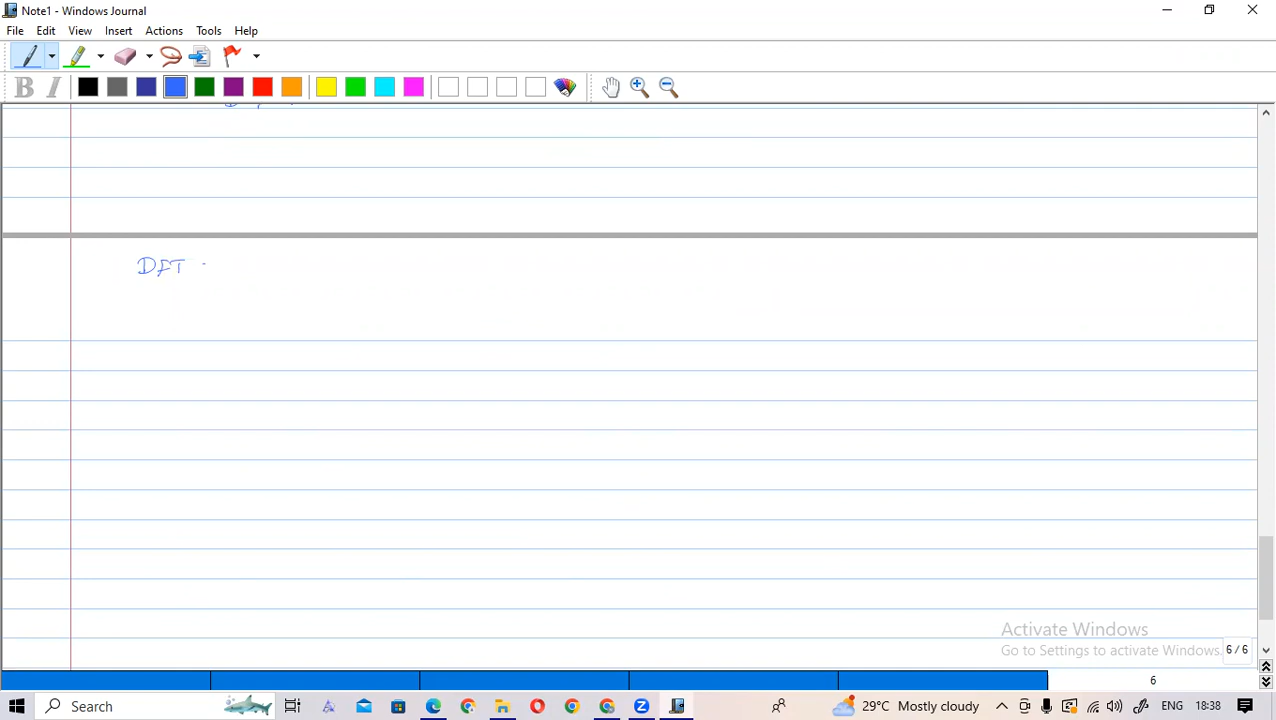 Note1 - Windows Journal
File Edit View Insert Actions Tools Help
B I
DFT -
Activate Windows
Go to Settings to activate Windows.
6 / 6
6
Search
29°C Mostly cloudy
ENG
18:38